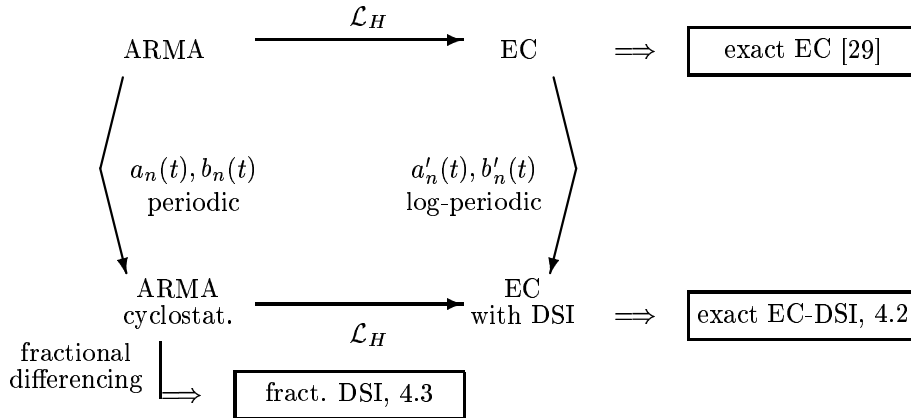 ℒ_H
ARMA
EC
⟹
exact EC [29]
a_n(t), b_n(t)
periodic
a′_n(t), b′_n(t)
log-periodic
ARMA
cyclostat.
EC
with DSI
⟹
exact EC-DSI, 4.2
ℒ_H
fractional
differencing
⟹
fract. DSI, 4.3